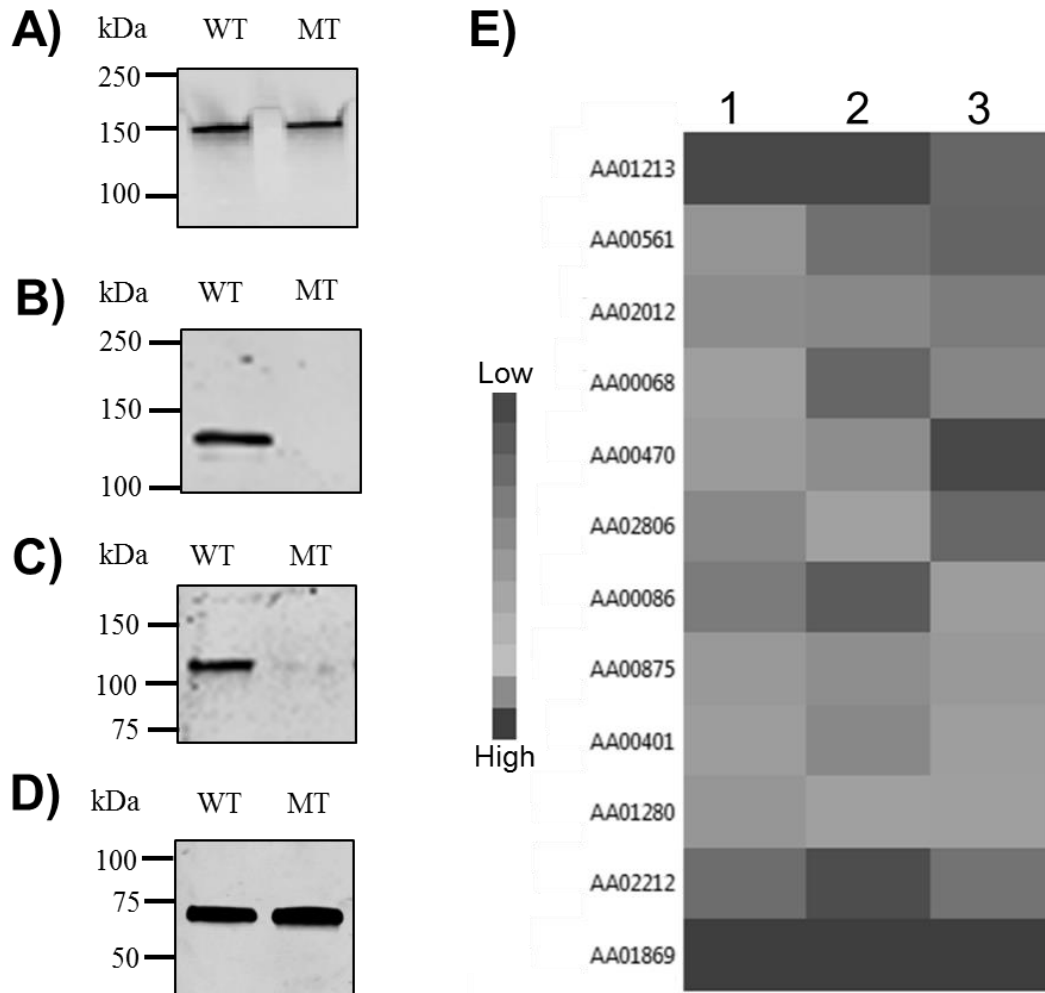 A)
kDa WT MT
250
150
100
B)
kDa WT MT
250
150
100
C)
kDa WT MT
150
100
75
D)
kDa WT MT
100
75
50
E)
1 2 3
AA01213
AA00561
AA02012
AA00068
AA00470
AA02806
AA00086
AA00875
AA00401
AA01280
AA02212
AA01869
Low
High